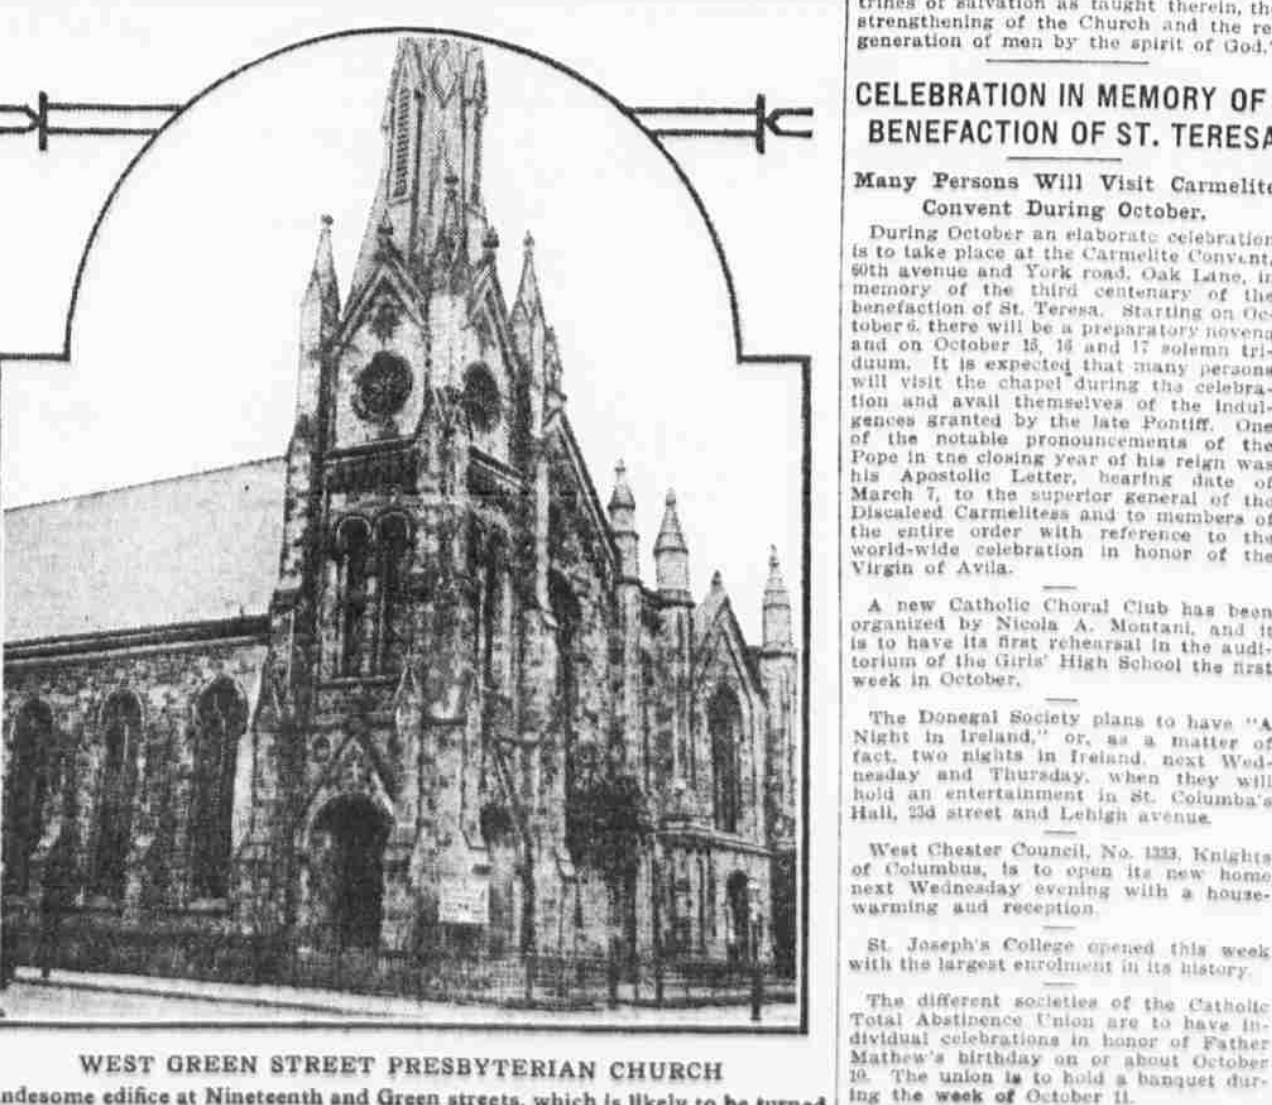 WEST GREEN STREET PRESBYTERIAN CHURCH
ndesome edifice at Nineteenth and Green streets, which is likely to be turned
trines of salvation as taught therein, the
strengthening of the Church and the re
generation of men by the spirit of God."
CELEBRATION IN MEMORY OF
BENEFACTION OF ST. TERESA
Many Persons Will Visit Carmelite
Convent During October.
During October an elaborate celebration
is to take place at the Carmelite Convent,
60th avenue and York road, Oak Lane, in
memory of the third centenary of the
benefaction of St. Teresa. Starting on Oc-
tober 6, there will be a preparatory novena
and on October 15, 16 and 17 solemn tri-
duum. It is expected that many persons
will visit the chapel during the celebra-
tion and avail themselves of the indul-
gences granted by the late Pontiff. One
of the notable pronouncements of the
Pope in the closing year of his reign was
his Apostolic Letter, bearing date of
March 7, to the superior general of the
Discaleed Carmelitess and to members of
the entire order with reference to the
world-wide celebration in honor of the
Virgin of Avila.
A new Catholic Choral Club has been
organized by Nicola A. Montani, and it
is to have its first rehearsal in the audi-
torium of the Girls' High School the first
week in October.
The Donegal Society plans to have "A
Night in Ireland," or, as a matter of
fact, two nights in Ireland, next Wed-
nesday and Thursday, when they will
hold an entertainment in St. Columba's
Hall, 23d street and Lehigh avenue.
West Chester Council, No. 1333, Knights
of Columbus, is to open its new home
next Wednesday evening with a house-
warming and reception.
St. Joseph's College opened this week
with the largest enrolment in its history.
The different societies of the Catholic
Total Abstinence Union are to have in-
dividual celebrations in honor of Father
Mathew's birthday on or about October
10. The union is to hold a banquet dur-
ing the week of October 11.